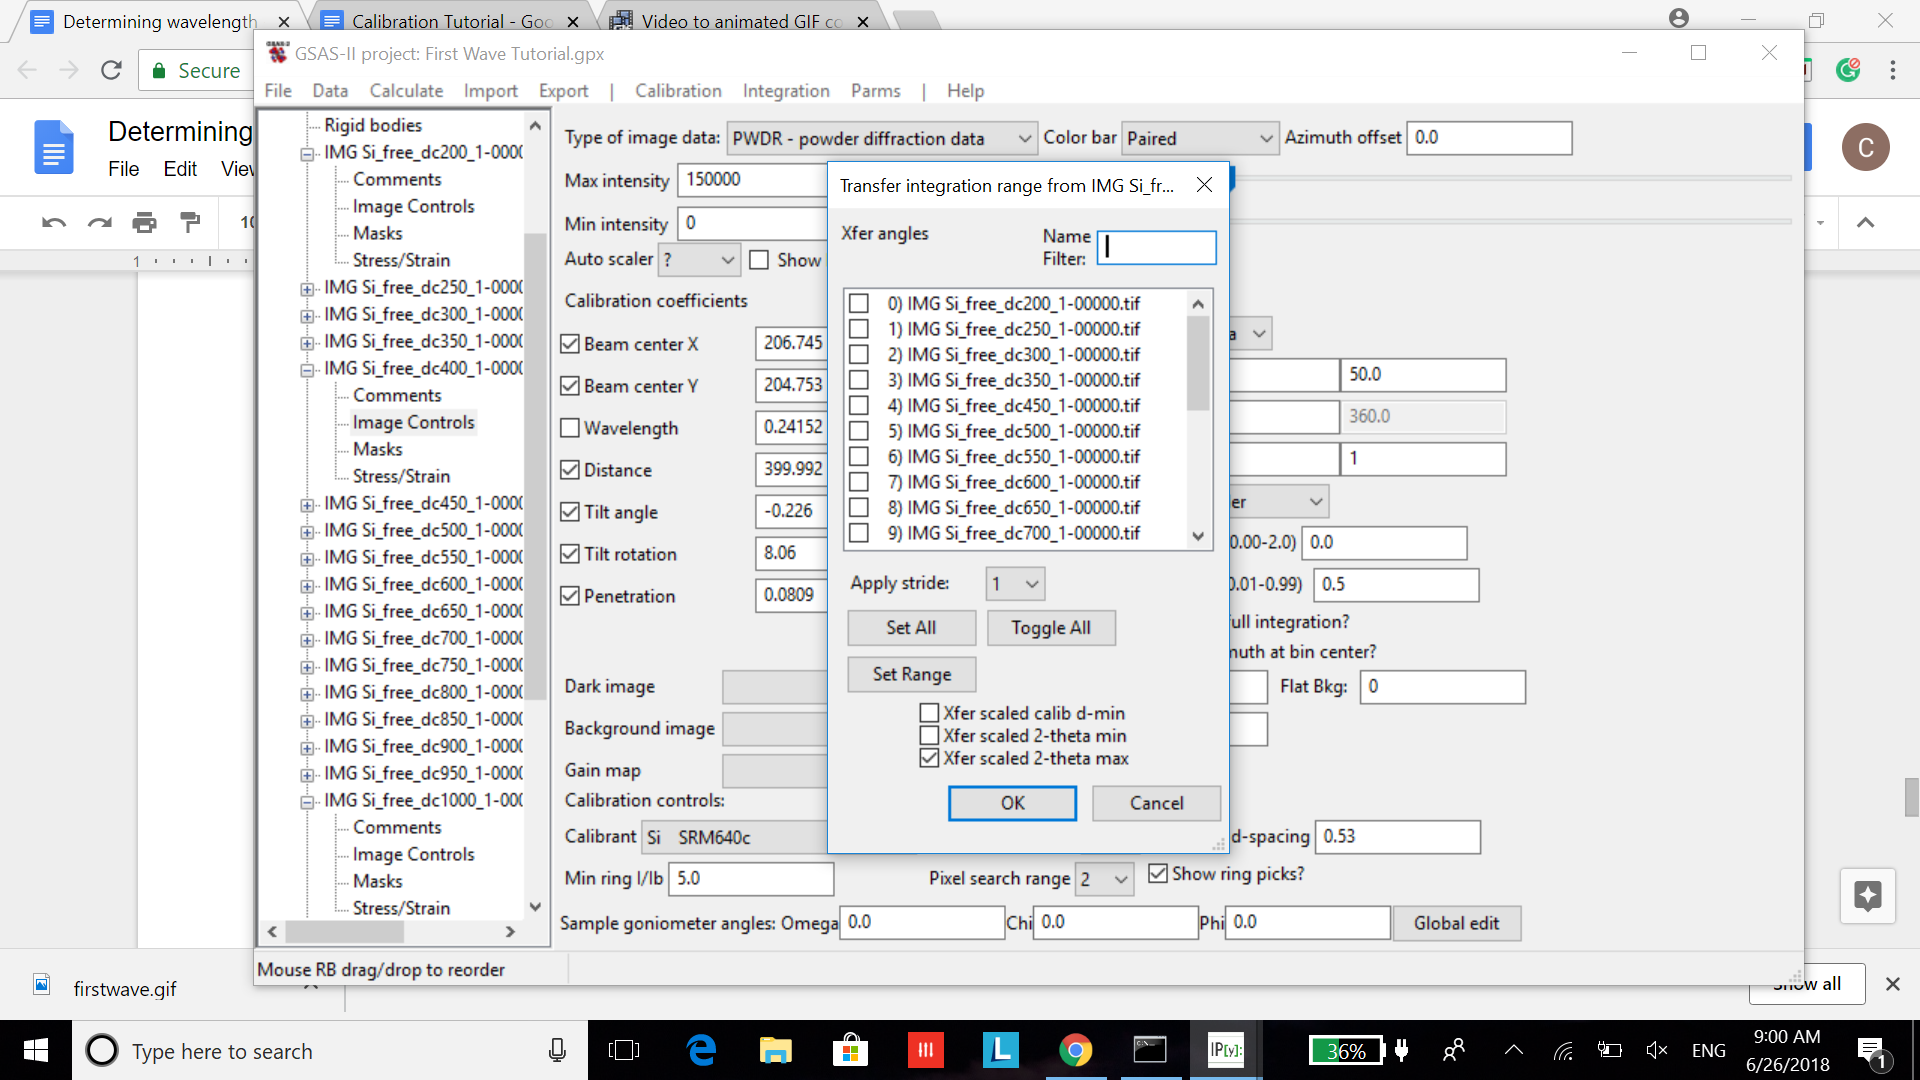 Determining wavelength
Calibration Tutorial - Goo
Video to animated GIF co
Secure
GSAS-II project: First Wave Tutorial.gpx
File Data Calculate Import Export | Calibration Integration Parms | Help
Determining
File Edit View
C
10
1
Rigid bodies
IMG Si_free_dc200_1-0000
Comments
Image Controls
Masks
Stress/Strain
IMG Si_free_dc250_1-0000
IMG Si_free_dc300_1-0000
IMG Si_free_dc350_1-0000
IMG Si_free_dc400_1-0000
Comments
Image Controls
Masks
Stress/Strain
IMG Si_free_dc450_1-0000
IMG Si_free_dc500_1-0000
IMG Si_free_dc550_1-0000
IMG Si_free_dc600_1-0000
IMG Si_free_dc650_1-0000
IMG Si_free_dc700_1-0000
IMG Si_free_dc750_1-0000
IMG Si_free_dc800_1-0000
IMG Si_free_dc850_1-0000
IMG Si_free_dc900_1-0000
IMG Si_free_dc950_1-0000
IMG Si_free_dc1000_1-000
Comments
Image Controls
Masks
Stress/Strain
Mouse RB drag/drop to reorder
Type of image data: PWDR - powder diffraction data Color bar Paired Azimuth offset 0.0
Max intensity 150000
Min intensity 0
Auto scaler ? Show
Calibration coefficients
Beam center X 206.745
Beam center Y 204.753
Wavelength 0.24152
Distance 399.992
Tilt angle -0.226
Tilt rotation 8.06
Penetration 0.0809
Dark image
Background image
Gain map
Calibration controls:
Calibrant Si SRM640c
Min ring I/Ib 5.0
Pixel search range 2 Show ring picks?
Sample goniometer angles: Omega 0.0 Chi 0.0 Phi 0.0 Global edit
Transfer integration range from IMG Si_fr...
Xfer angles
Name
Filter:
0) IMG Si_free_dc200_1-00000.tif
1) IMG Si_free_dc250_1-00000.tif
2) IMG Si_free_dc300_1-00000.tif
3) IMG Si_free_dc350_1-00000.tif
4) IMG Si_free_dc450_1-00000.tif
5) IMG Si_free_dc500_1-00000.tif
6) IMG Si_free_dc550_1-00000.tif
7) IMG Si_free_dc600_1-00000.tif
8) IMG Si_free_dc650_1-00000.tif
9) IMG Si_free_dc700_1-00000.tif
Apply stride: 1
Set All Toggle All
Set Range
Xfer scaled calib d-min
Xfer scaled 2-theta min
Xfer scaled 2-theta max
OK Cancel
a
50.0
360.0
1
er
0.00-2.0) 0.0
0.01-0.99) 0.5
ull integration?
muth at bin center?
Flat Bkg: 0
d-spacing 0.53
firstwave.gif
Show all
Type here to search
L
IP[y]:
36%
ENG
9:00 AM
6/26/2018
1